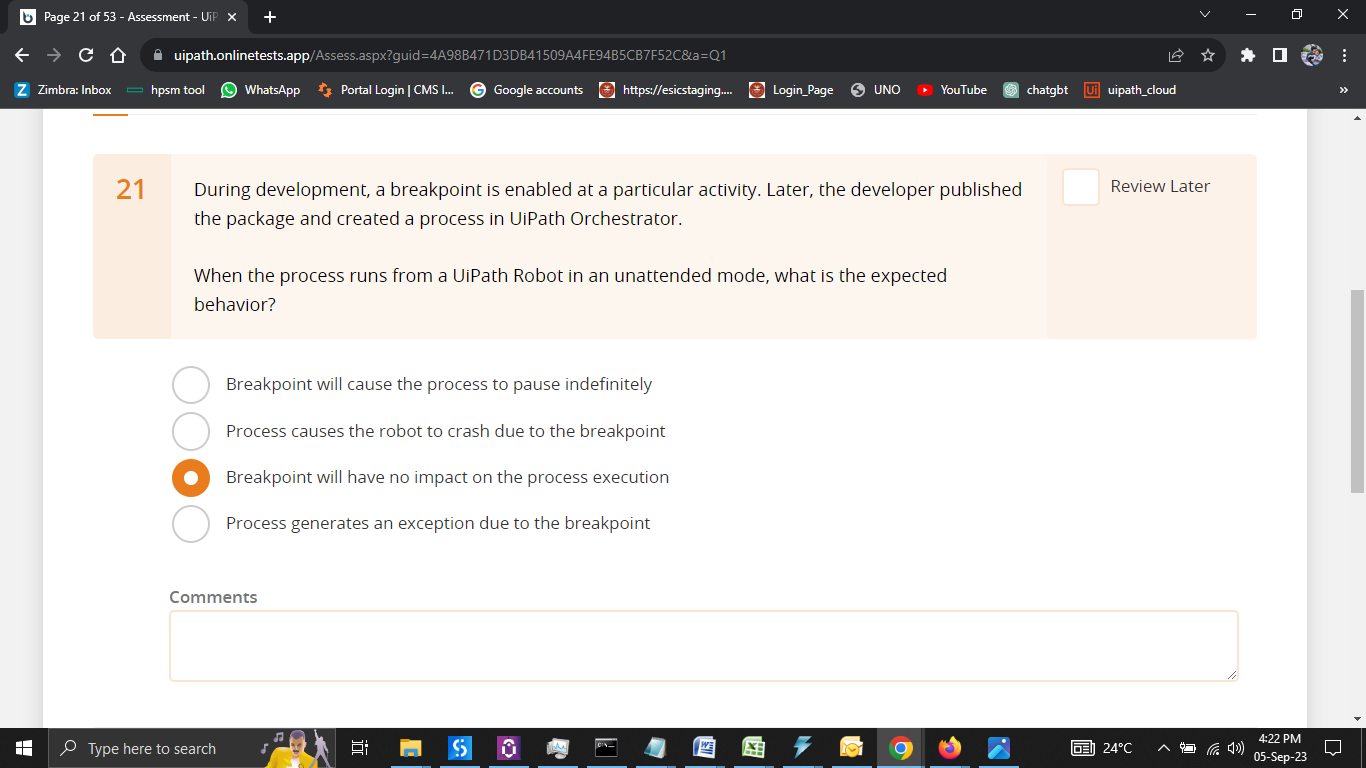 Page 21 of 53 - Assessment - UiP
uipath.onlinetests.app/Assess.aspx?guid=4A98B471D3DB41509A4FE94B5CB7F52C&a=Q1
Zimbra: Inbox
hpsm tool
WhatsApp
Portal Login | CMS I...
Google accounts
https://esicstaging....
Login_Page
UNO
YouTube
chatgbt
uipath_cloud
»
21
During development, a breakpoint is enabled at a particular activity. Later, the developer published
the package and created a process in UiPath Orchestrator.
When the process runs from a UiPath Robot in an unattended mode, what is the expected
behavior?
Review Later
Breakpoint will cause the process to pause indefinitely
Process causes the robot to crash due to the breakpoint
Breakpoint will have no impact on the process execution
Process generates an exception due to the breakpoint
Comments
Type here to search
24°C
4:22 PM
05-Sep-23